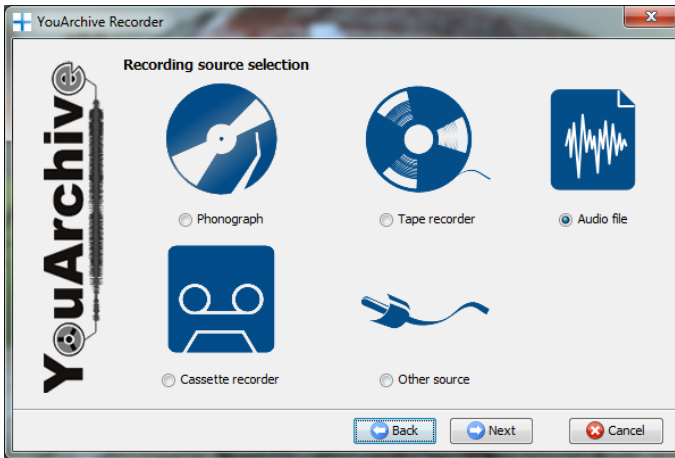 YouArchive Recorder
YouArchive
Recording source selection
Phonograph
Tape recorder
Audio file
Cassette recorder
Other source
Back
Next
Cancel